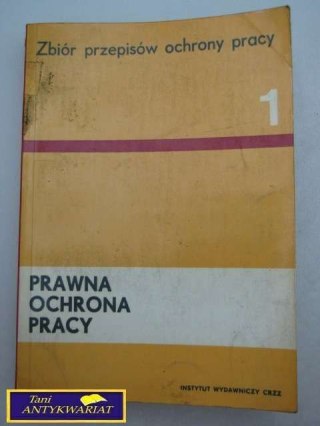 Zbiór przepisów ochrony pracy
1
PRAWNA
OCHRONA
PRACY
INSTYTUT WYDAWNICZY CRZZ
Tani
ANTYKWARIAT